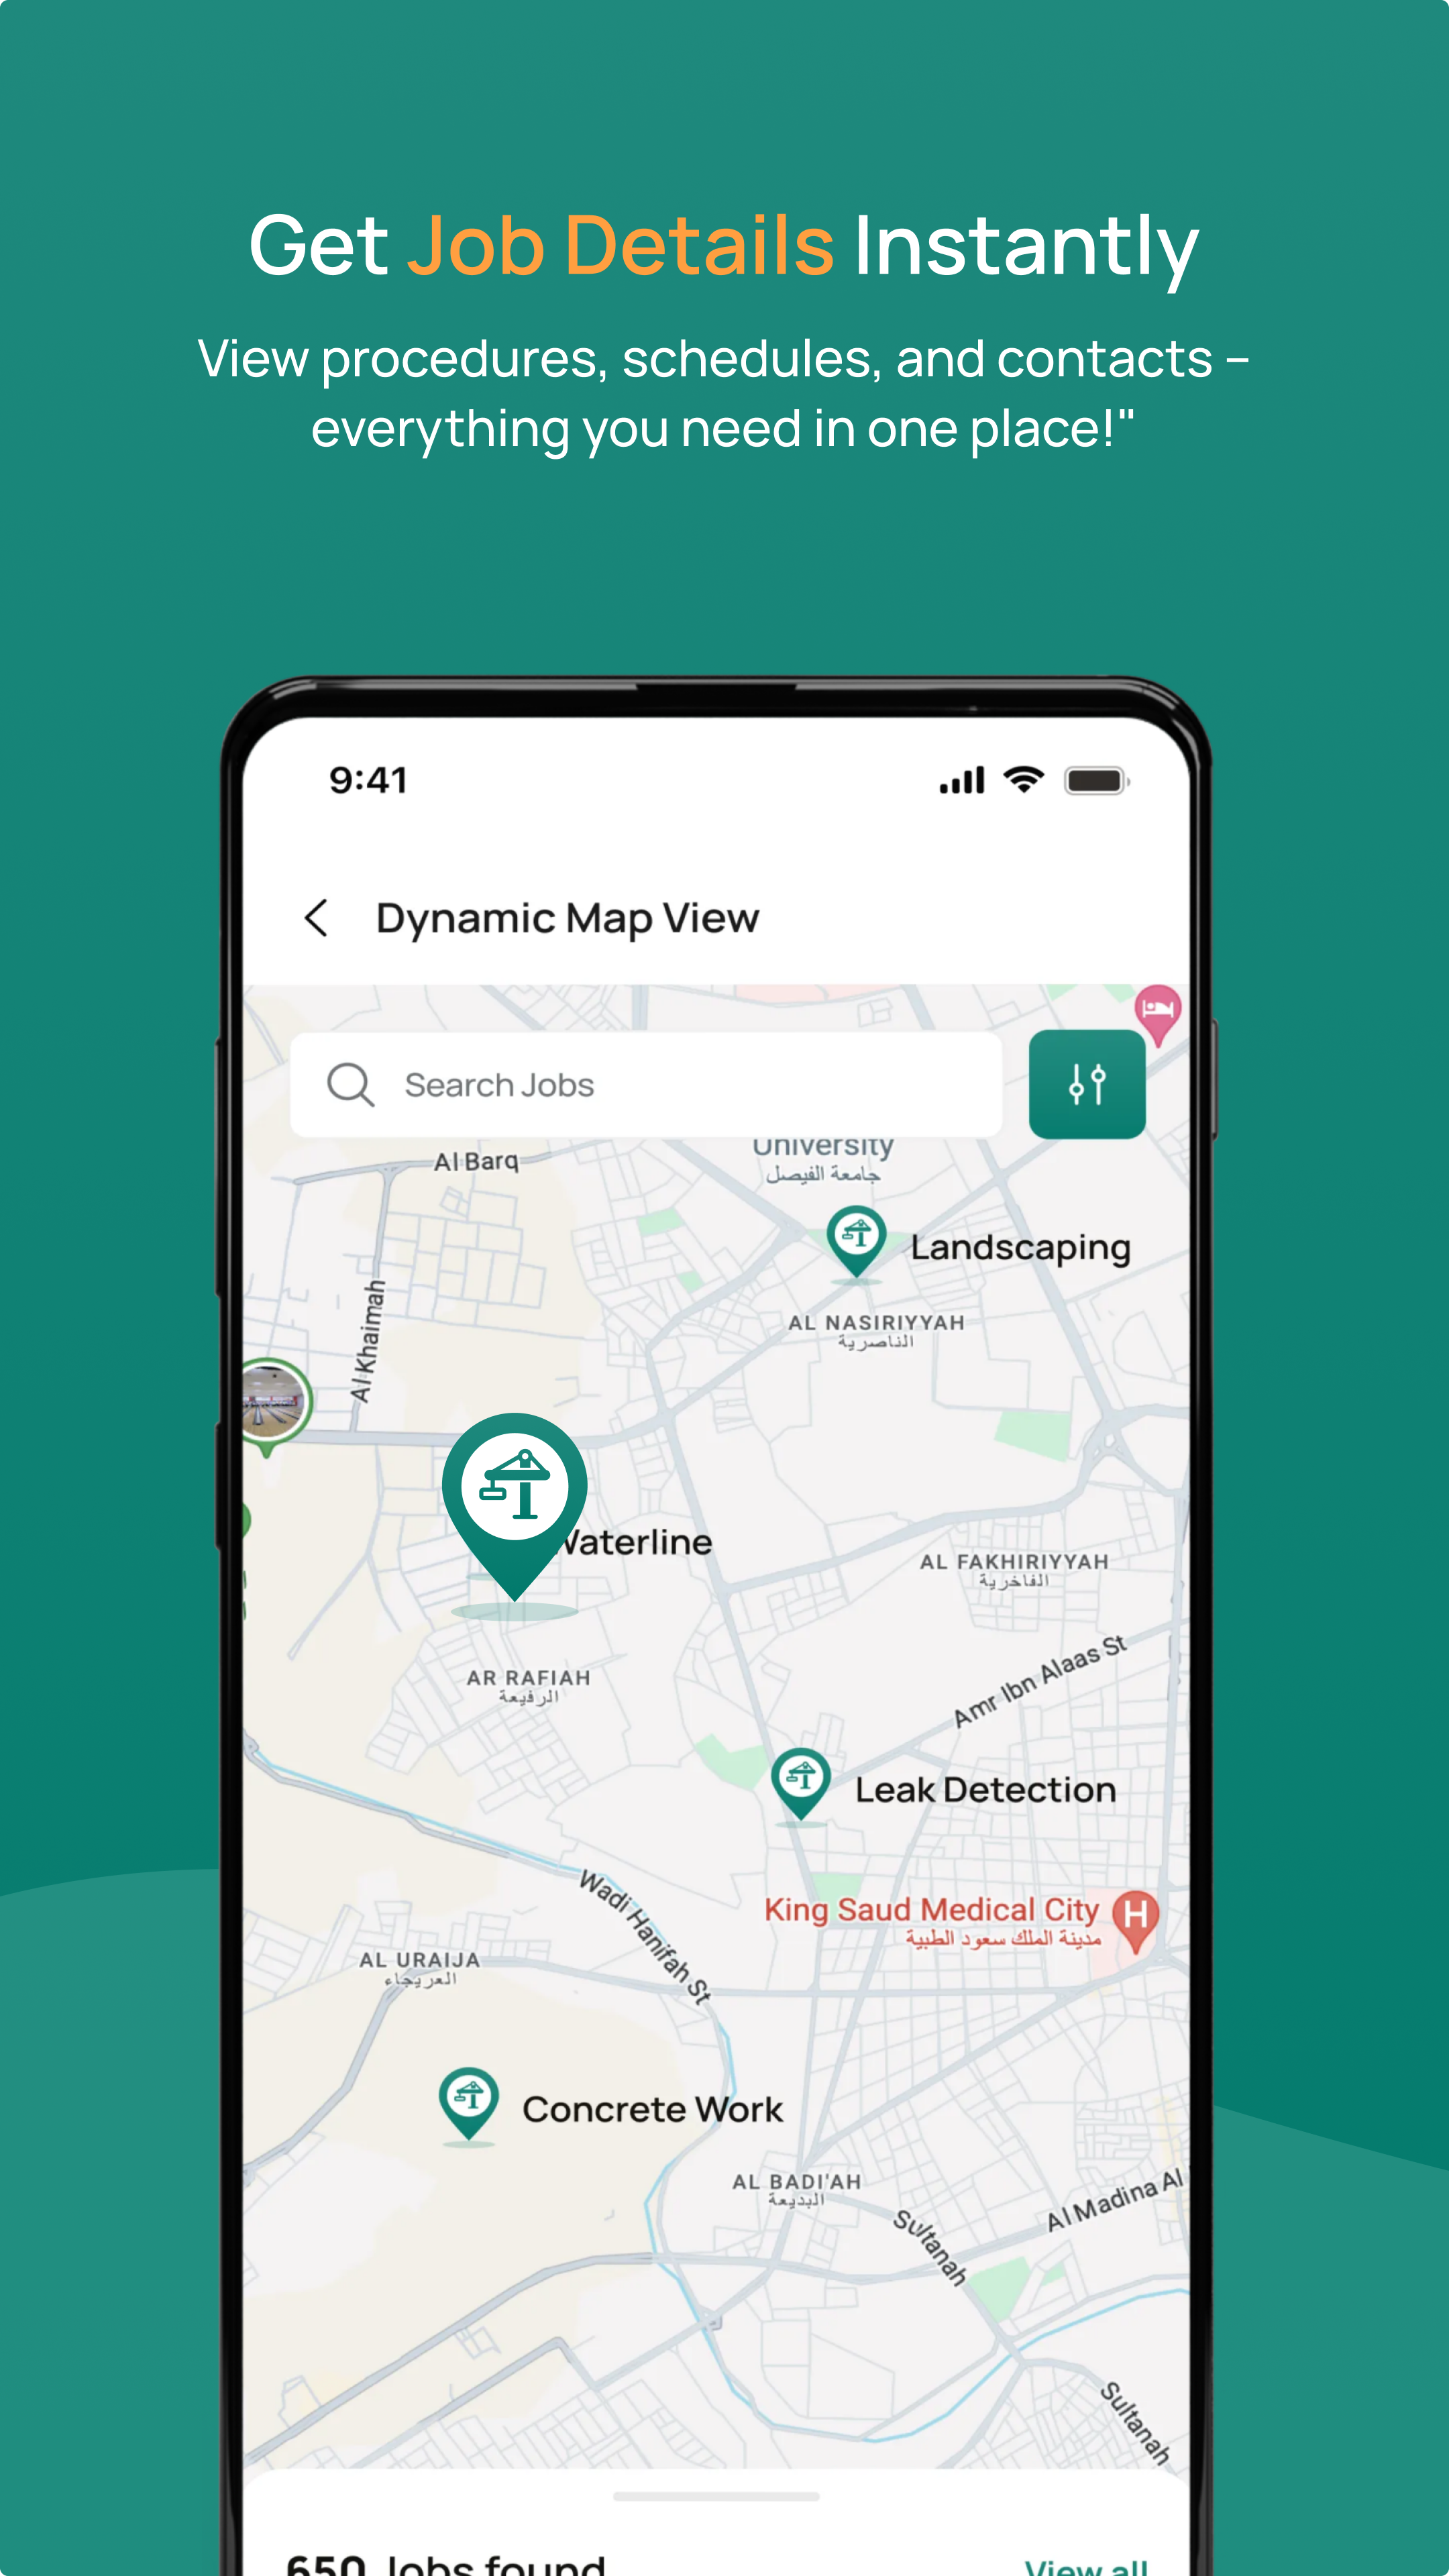 Get Job Details Instantly
View procedures, schedules, and contacts –
everything you need in one place!"
9:41
Dynamic Map View
Search Jobs
University
جامعة الفيصل
Al Barq
Landscaping
AL NASIRIYYAH
الناصرية
Al Khaimah
Waterline
AL FAKHIRIYYAH
الفاخرية
AR RAFIAH
الرفيعة
Amr Ibn Alaas St
Leak Detection
Wadi Hanifah St
King Saud Medical City
H
مدينة الملك سعود الطبية
AL URAIJA
العريجاء
Concrete Work
AL BADI'AH
البديعة
Al Madina Al
Sultanah
Sultanah
650 Jobs found
View all